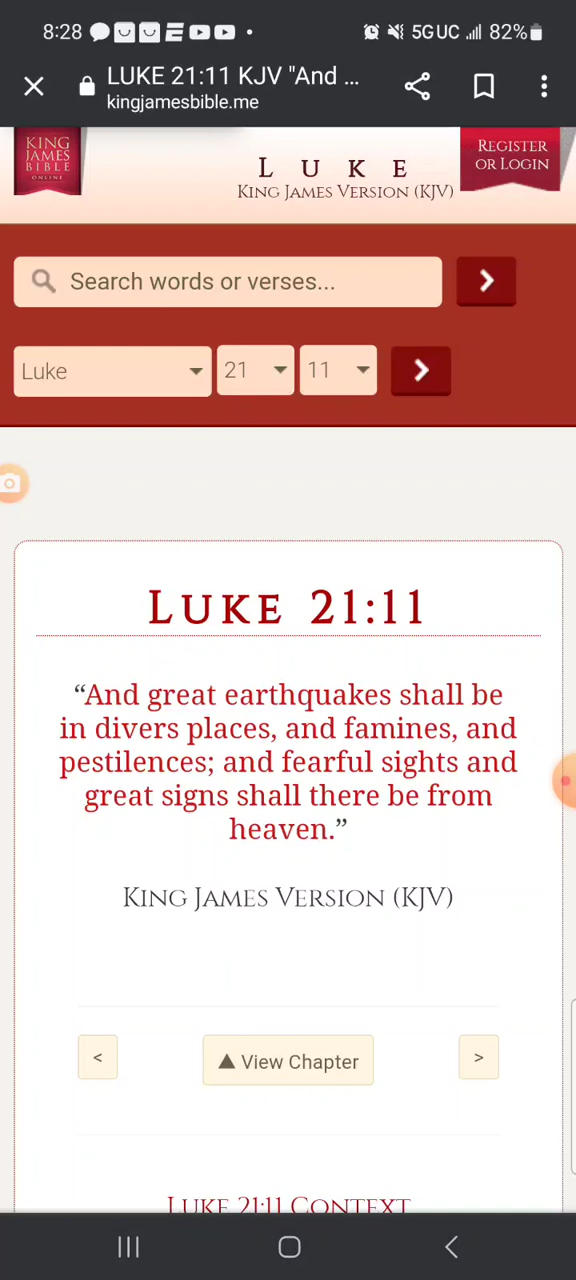 8:28 5GUC 82%
LUKE 21:11 KJV "And ...
kingjamesbible.me
KING
JAMES
BIBLE
ONLINE
LUKE
KING JAMES VERSION (KJV)
REGISTER
OR LOGIN
Search words or verses...
Luke 21 11
LUKE 21:11
“And great earthquakes shall be
in divers places, and famines, and
pestilences; and fearful sights and
great signs shall there be from
heaven.”
KING JAMES VERSION (KJV)
< ▲ View Chapter >
LUKE 21:11 CONTEXT